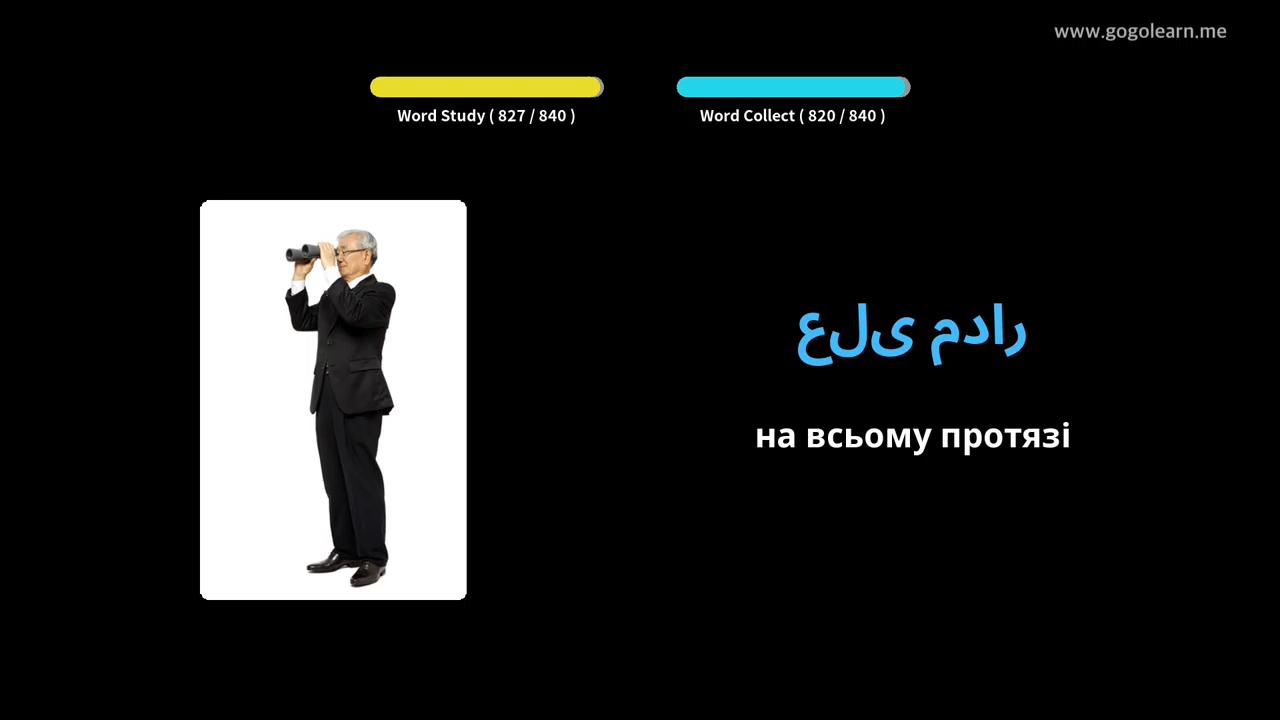 www.gogolearn.me
Word Study ( 827 / 840 )
Word Collect ( 820 / 840 )
على مدار
на всьому протязі